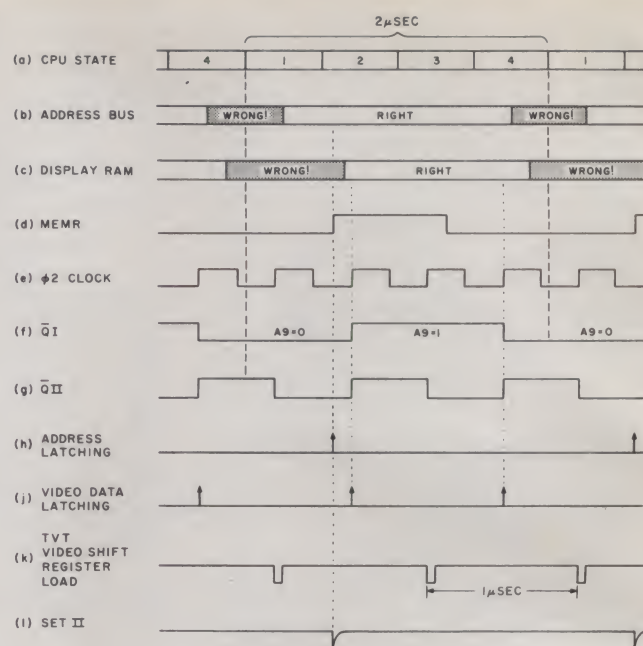 2μSEC
(a) CPU STATE 4 1 2 3 4 1
(b) ADDRESS BUS WRONG! RIGHT WRONG!
(c) DISPLAY RAM WRONG! RIGHT WRONG!
(d) MEMR
(e) ϕ2 CLOCK
(f) Q̅I A9=0 A9=1 A9=0
(g) Q̅II
(h) ADDRESS
LATCHING
(j) VIDEO DATA
LATCHING
TVT
(k) VIDEO SHIFT
REGISTER
LOAD
1μSEC
(l) SET II